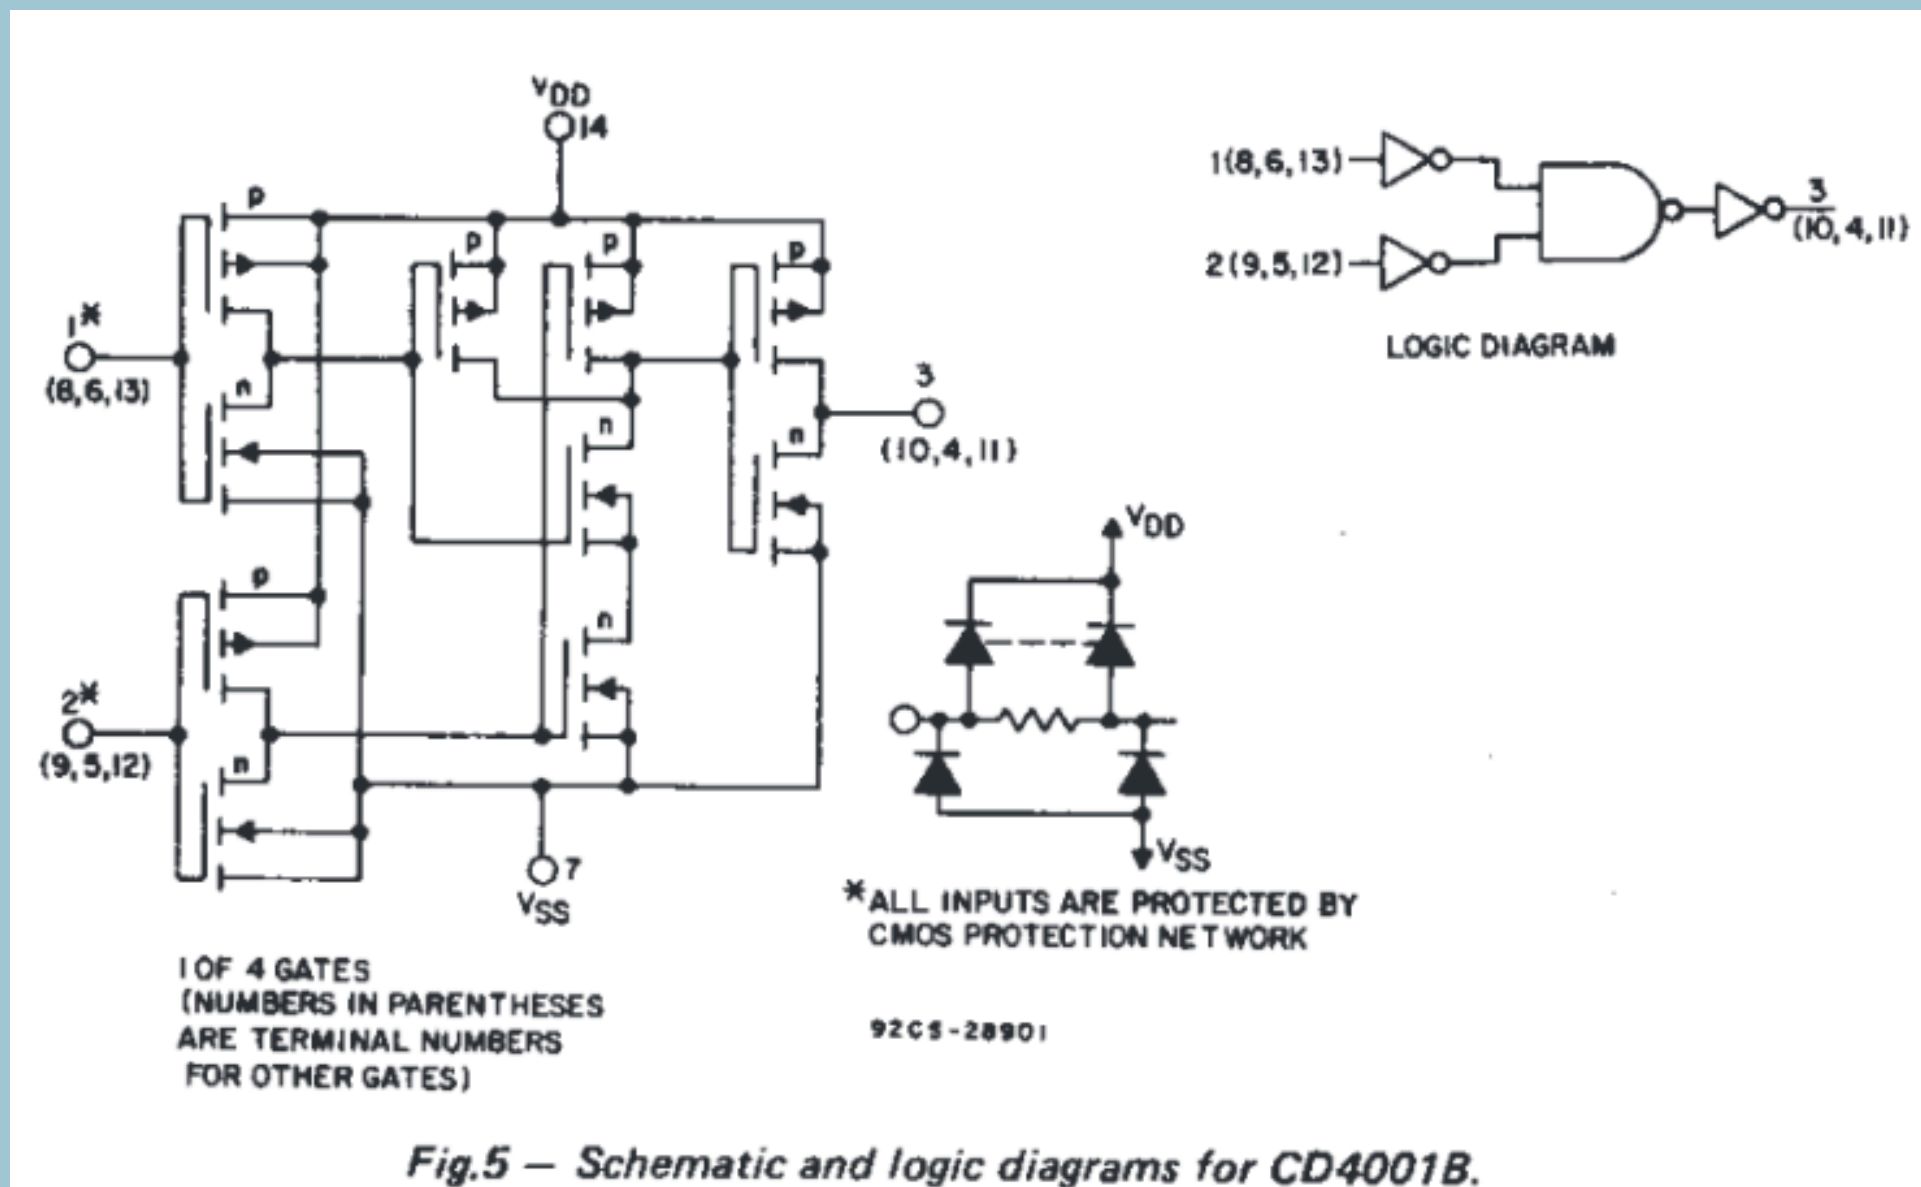 VDD
14
p
p
p
p
1*
(8,6,13)
n
n
n
3
(10,4,11)
p
n
2*
(9,5,12)
n
7
VSS
1 OF 4 GATES
(NUMBERS IN PARENTHESES
ARE TERMINAL NUMBERS
FOR OTHER GATES)
1(8,6,13)
2(9,5,12)
3
(10,4,11)
LOGIC DIAGRAM
VDD
VSS
*ALL INPUTS ARE PROTECTED BY
CMOS PROTECTION NETWORK
92CS-28901
Fig.5 — Schematic and logic diagrams for CD4001B.